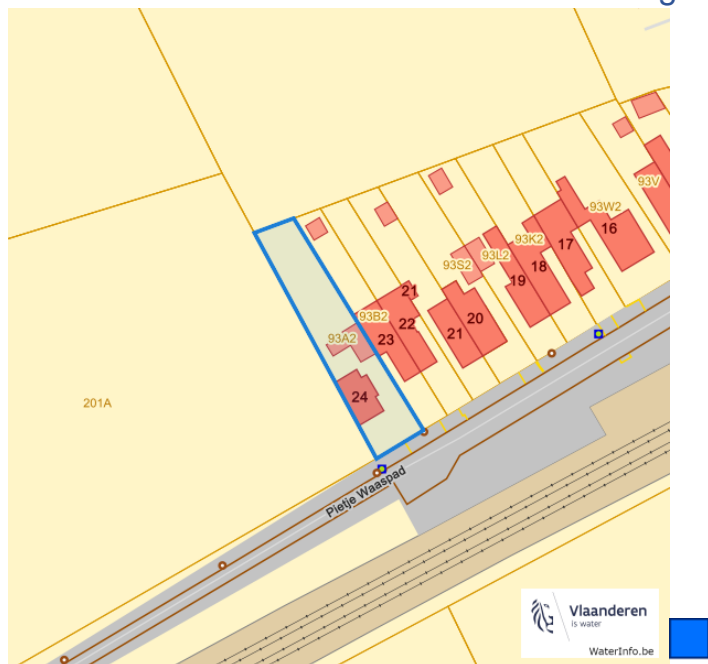 93V
93W2
16
93K2
17
93L2
18
93S2
19
21
20
21
93B2
22
93A2
23
24
201A
Pietje Waaspad
Vlaanderen
is water
WaterInfo.be